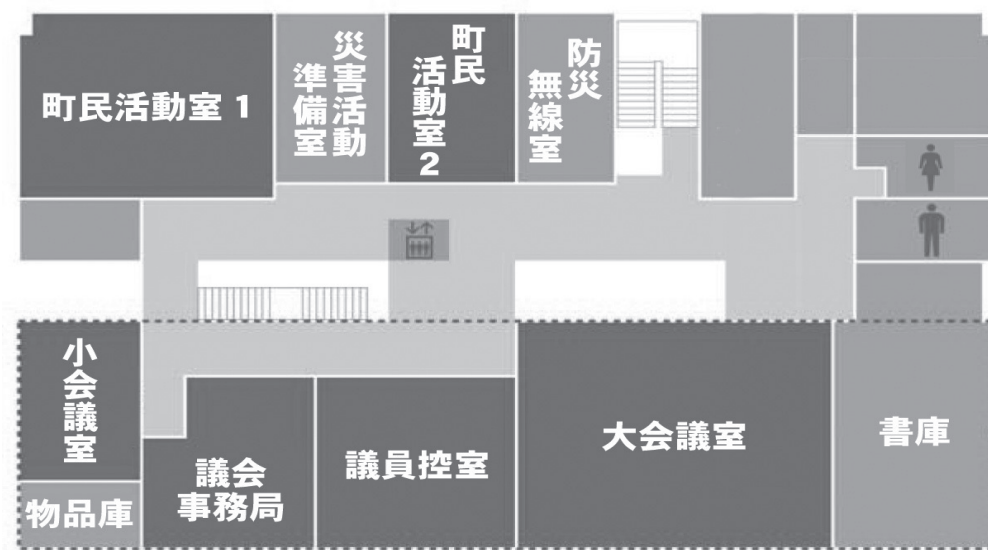 町民活動室 1
災害活動
準備室
町民
活動室2
防災
無線室
小会議室
物品庫
議会
事務局
議員控室
大会議室
書庫